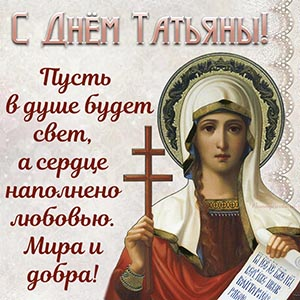 С Днём Татьяны!
Пусть
в душе будет
свет,
а сердце
наполнено
любовью.
Мира и
добра!